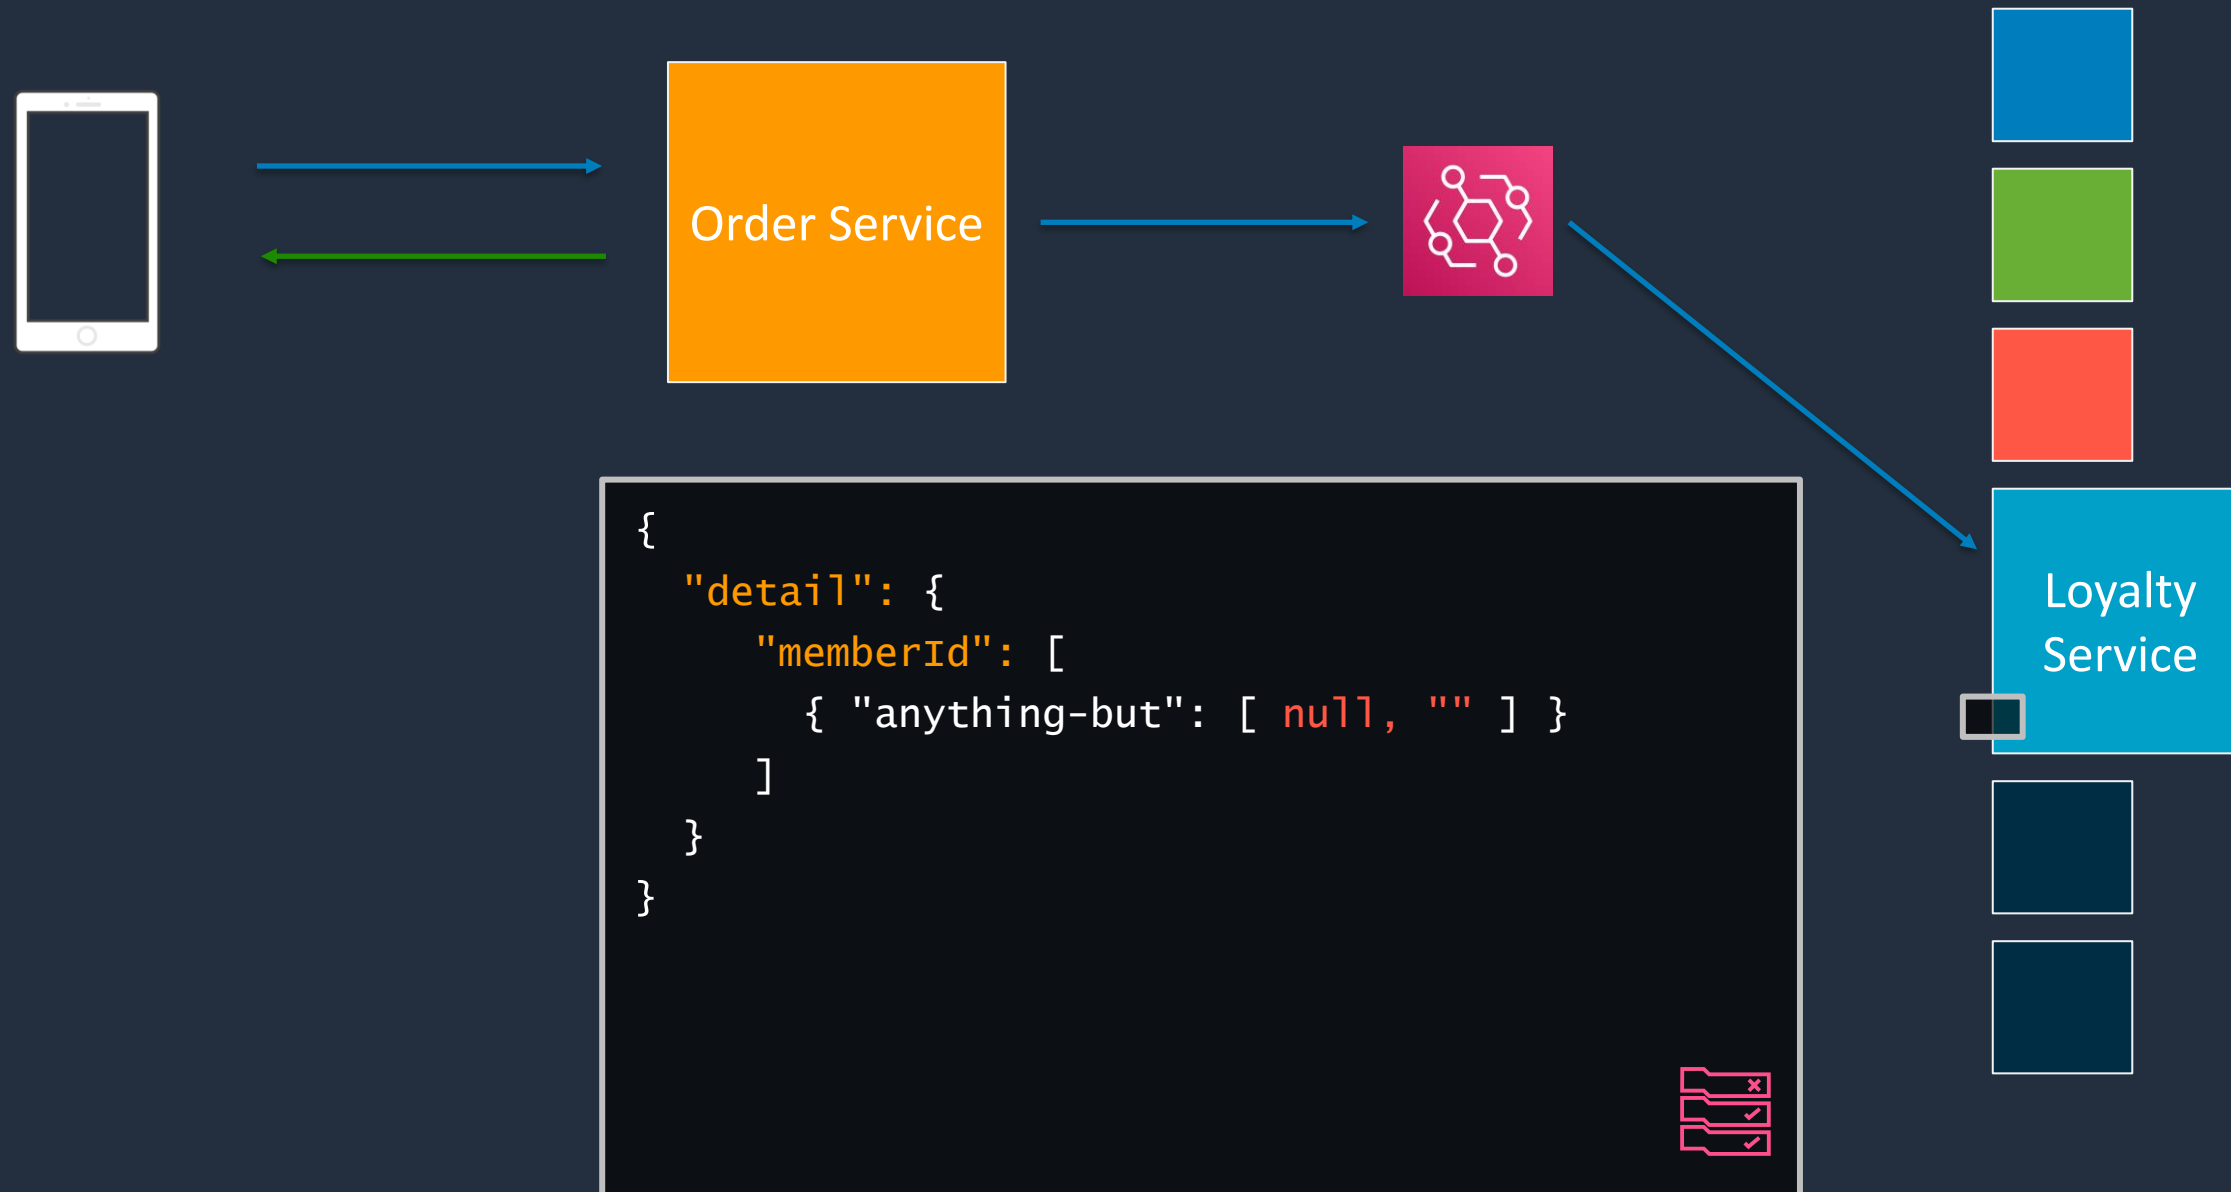 Order Service
{
"detail": {
"memberId": [
{ "anything-but": [ null, "" ] }
]
}
}
Loyalty
Service